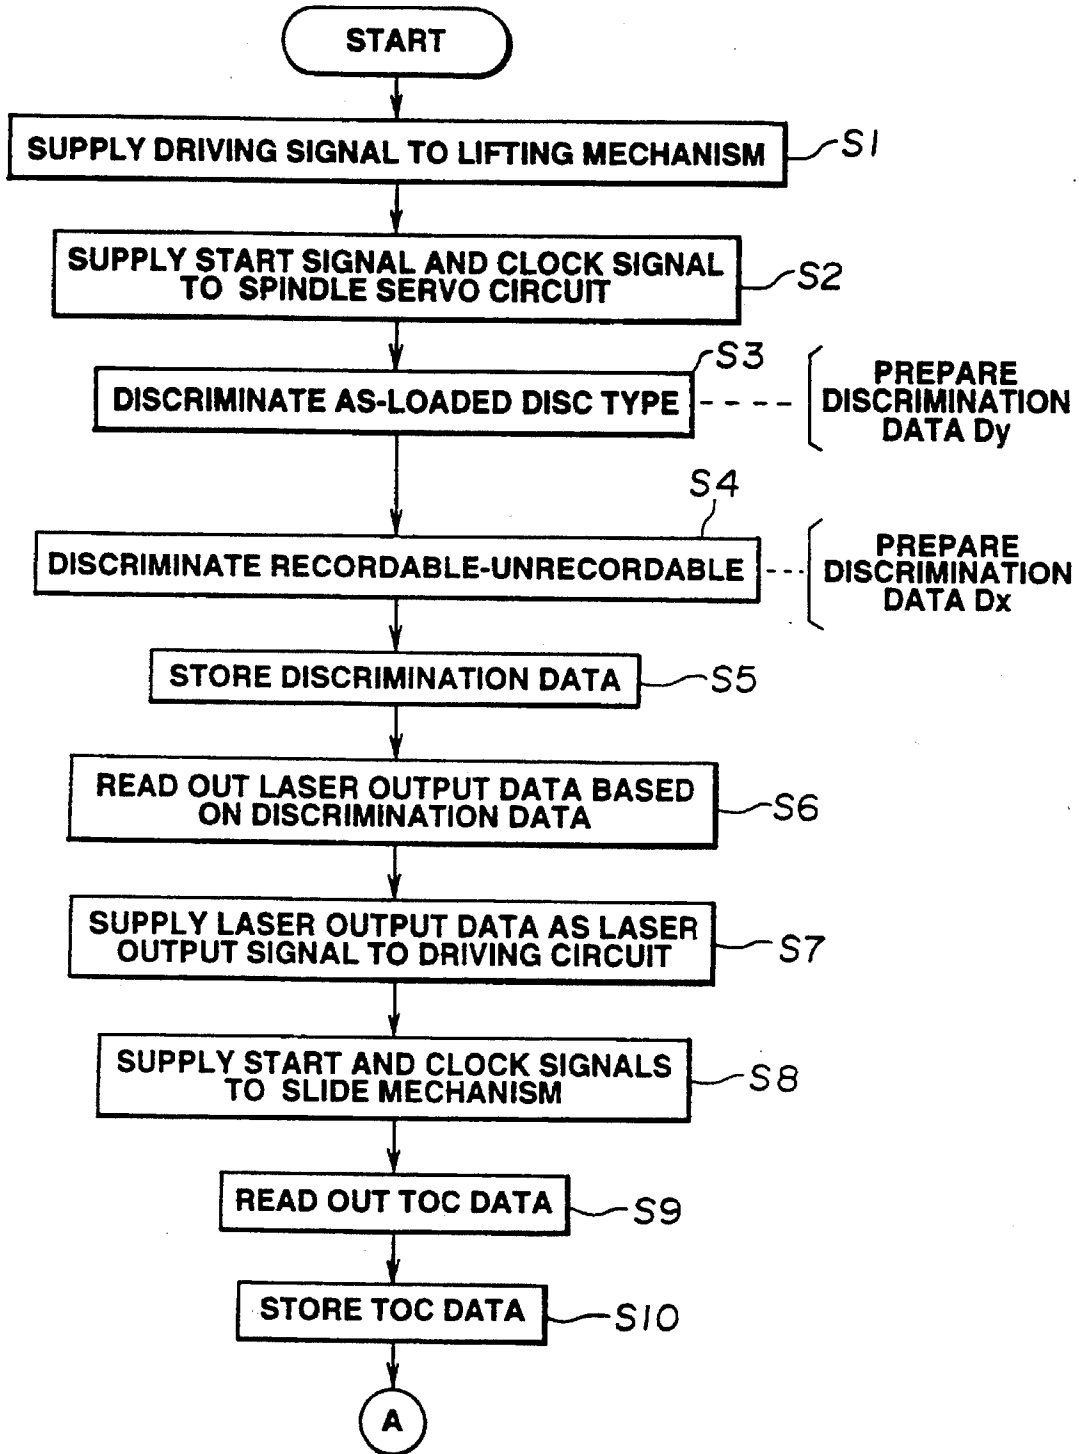 START
SUPPLY DRIVING SIGNAL TO LIFTING MECHANISM
S1
SUPPLY START SIGNAL AND CLOCK SIGNAL
TO SPINDLE SERVO CIRCUIT
S2
S3
DISCRIMINATE AS-LOADED DISC TYPE
PREPARE
DISCRIMINATION
DATA Dy
S4
DISCRIMINATE RECORDABLE-UNRECORDABLE
PREPARE
DISCRIMINATION
DATA Dx
STORE DISCRIMINATION DATA
S5
READ OUT LASER OUTPUT DATA BASED
ON DISCRIMINATION DATA
S6
SUPPLY LASER OUTPUT DATA AS LASER
OUTPUT SIGNAL TO DRIVING CIRCUIT
S7
SUPPLY START AND CLOCK SIGNALS
TO SLIDE MECHANISM
S8
READ OUT TOC DATA
S9
STORE TOC DATA
S10
A